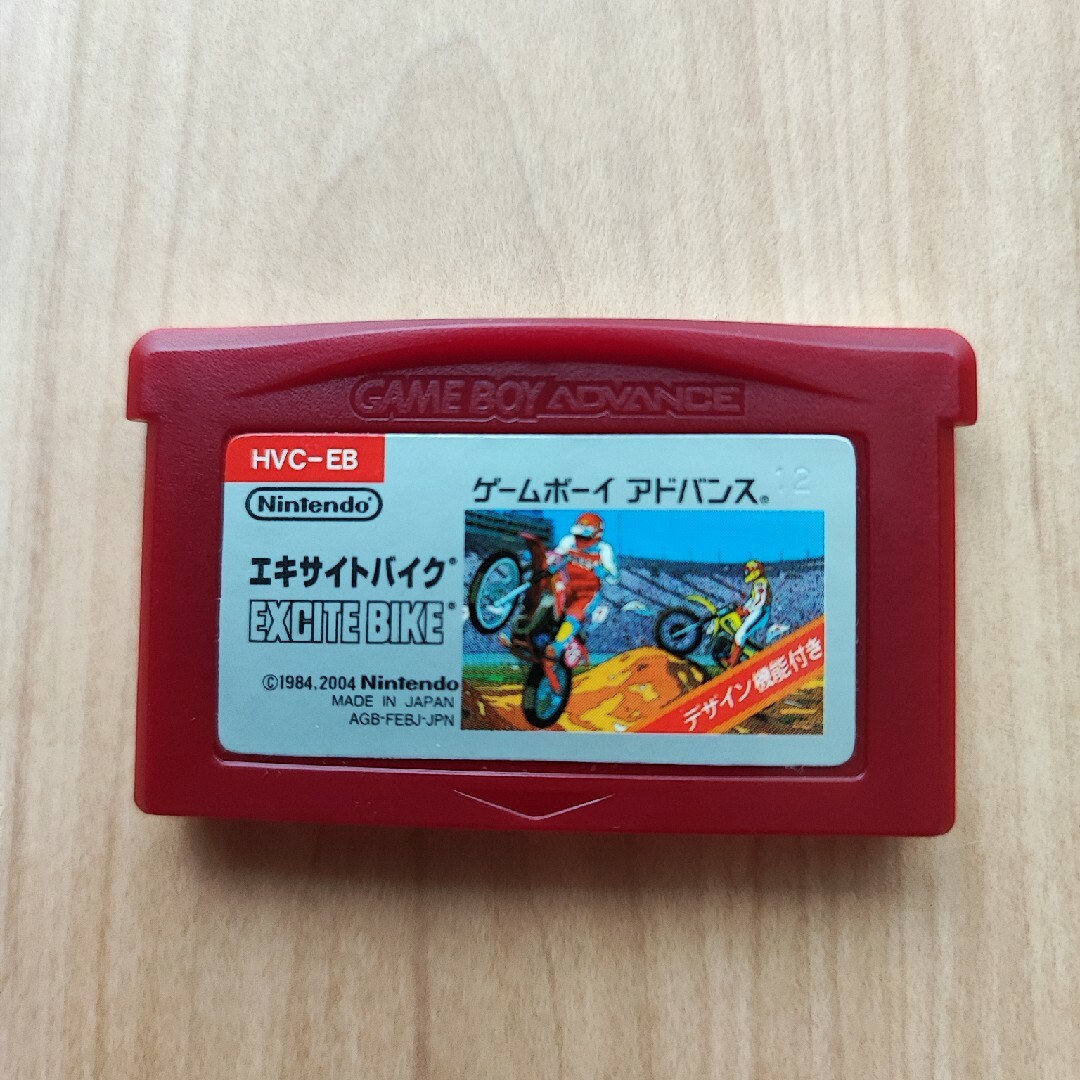 GAME BOY ADVANCE
HVC-EB
Nintendo®
ゲームボーイ アドバンス®
12
エキサイトバイク®
EXCITE BIKE®
©1984,2004 Nintendo
MADE IN JAPAN
AGB-FEBJ-JPN
デザイン機能付き